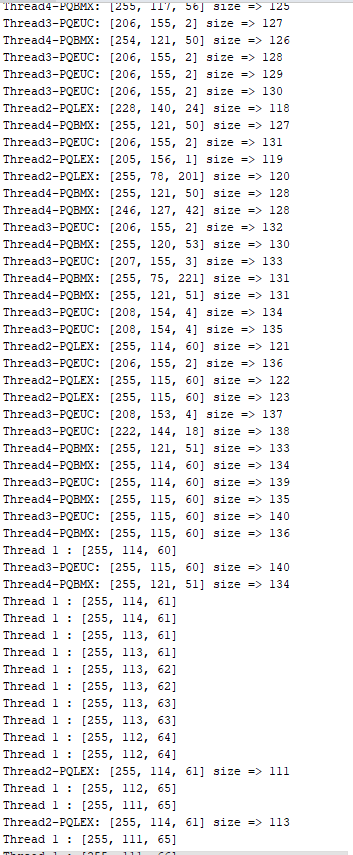 Thread4-PQBMX: [255, 117, 56] size => 125
Thread3-PQEUC: [206, 155, 2] size => 127
Thread4-PQBMX: [254, 121, 50] size => 126
Thread3-PQEUC: [206, 155, 2] size => 128
Thread3-PQEUC: [206, 155, 2] size => 129
Thread3-PQEUC: [206, 155, 2] size => 130
Thread2-PQLEX: [228, 140, 24] size => 118
Thread4-PQBMX: [255, 121, 50] size => 127
Thread3-PQEUC: [206, 155, 2] size => 131
Thread2-PQLEX: [205, 156, 1] size => 119
Thread2-PQLEX: [255, 78, 201] size => 120
Thread4-PQBMX: [255, 121, 50] size => 128
Thread4-PQBMX: [246, 127, 42] size => 128
Thread3-PQEUC: [206, 155, 2] size => 132
Thread4-PQBMX: [255, 120, 53] size => 130
Thread3-PQEUC: [207, 155, 3] size => 133
Thread4-PQBMX: [255, 75, 221] size => 131
Thread4-PQBMX: [255, 121, 51] size => 131
Thread3-PQEUC: [208, 154, 4] size => 134
Thread3-PQEUC: [208, 154, 4] size => 135
Thread2-PQLEX: [255, 114, 60] size => 121
Thread3-PQEUC: [206, 155, 2] size => 136
Thread2-PQLEX: [255, 115, 60] size => 122
Thread2-PQLEX: [255, 115, 60] size => 123
Thread3-PQEUC: [208, 153, 4] size => 137
Thread3-PQEUC: [222, 144, 18] size => 138
Thread4-PQBMX: [255, 121, 51] size => 133
Thread4-PQBMX: [255, 114, 60] size => 134
Thread3-PQEUC: [255, 114, 60] size => 139
Thread4-PQBMX: [255, 115, 60] size => 135
Thread3-PQEUC: [255, 115, 60] size => 140
Thread4-PQBMX: [255, 115, 60] size => 136
Thread 1 : [255, 114, 60]
Thread3-PQEUC: [255, 115, 60] size => 140
Thread4-PQBMX: [255, 121, 51] size => 134
Thread 1 : [255, 114, 61]
Thread 1 : [255, 114, 61]
Thread 1 : [255, 113, 61]
Thread 1 : [255, 113, 61]
Thread 1 : [255, 113, 62]
Thread 1 : [255, 113, 62]
Thread 1 : [255, 113, 63]
Thread 1 : [255, 113, 63]
Thread 1 : [255, 112, 64]
Thread 1 : [255, 112, 64]
Thread2-PQLEX: [255, 114, 61] size => 111
Thread 1 : [255, 112, 65]
Thread 1 : [255, 111, 65]
Thread2-PQLEX: [255, 114, 61] size => 113
Thread 1 : [255, 111, 65]